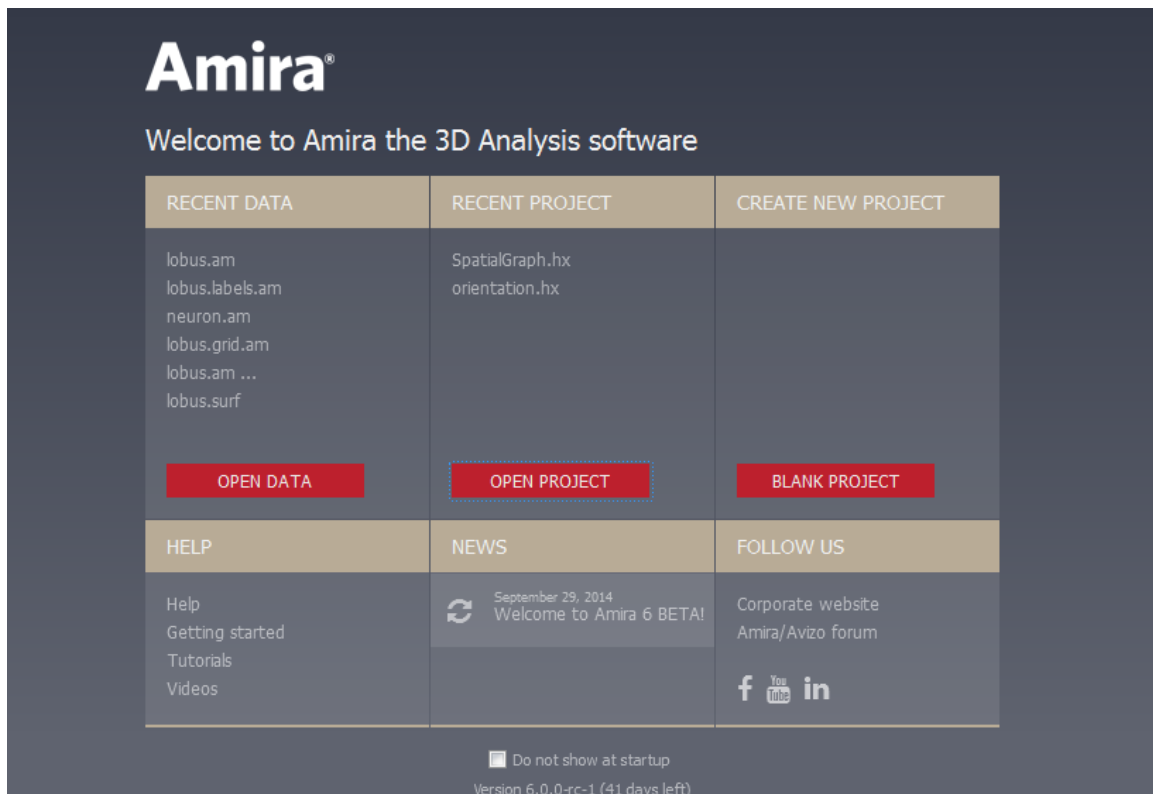 Amira®
Welcome to Amira the 3D Analysis software
RECENT DATA
lobus.am
lobus.labels.am
neuron.am
lobus.grid.am
lobus.am ...
lobus.surf
OPEN DATA
RECENT PROJECT
SpatialGraph.hx
orientation.hx
OPEN PROJECT
CREATE NEW PROJECT
BLANK PROJECT
HELP
Help
Getting started
Tutorials
Videos
NEWS
September 29, 2014
Welcome to Amira 6 BETA!
FOLLOW US
Corporate website
Amira/Avizo forum
f You Tube in
Do not show at startup
Version 6.0.0-rc-1 (41 days left)